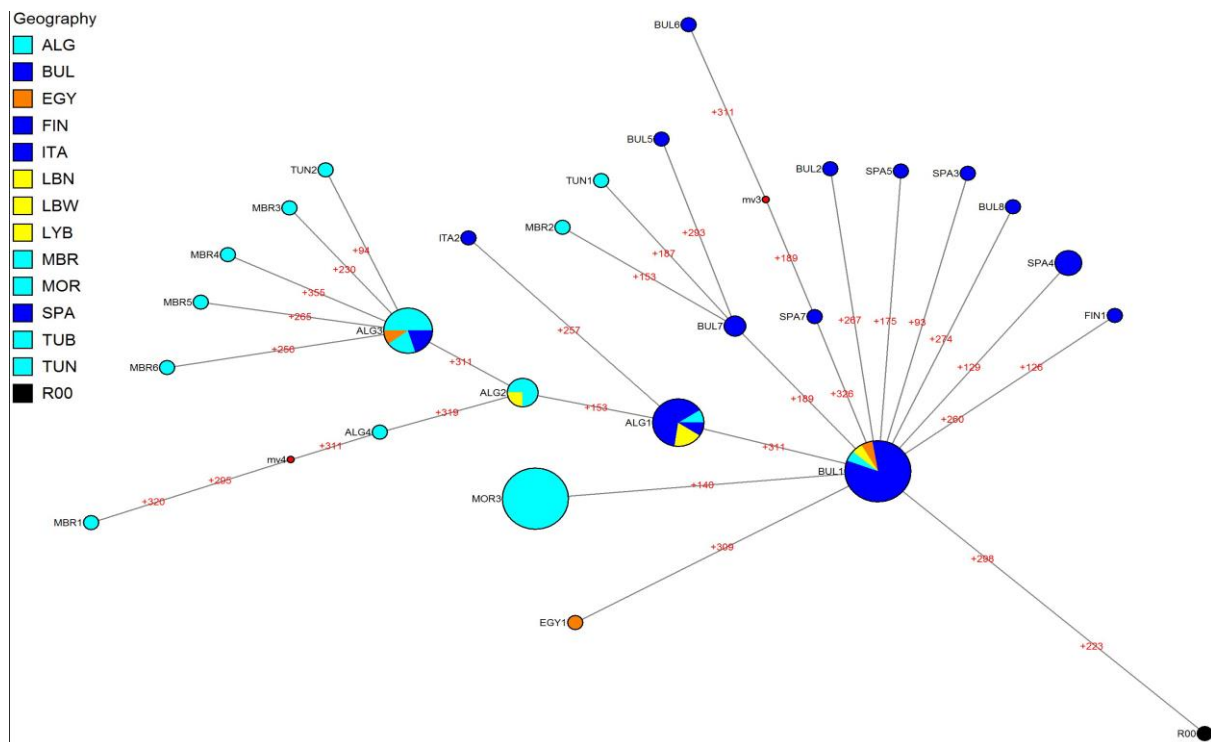 Geography
ALG
BUL
EGY
FIN
ITA
LBN
LBW
LYB
MBR
MOR
SPA
TUB
TUN
R00
BUL6
+311
BUL5
BUL2
SPA5
SPA3
TUN2
TUN1
mv3
BUL8
MBR3
MBR2
ITA2
+293
+94
+187
MBR4
+230
+153
+189
SPA4
+355
+267
+175
MBR5
+265
+93
SPA7
FIN1
ALG3
BUL7
+257
+274
+250
MBR6
+311
+129
+126
ALG2
+189
+326
+319
+153
+260
ALG1
ALG4
+311
+311
mv4
BUL1
+295
+140
MOR3
+320
MBR1
+309
+298
EGY1
+223
R00